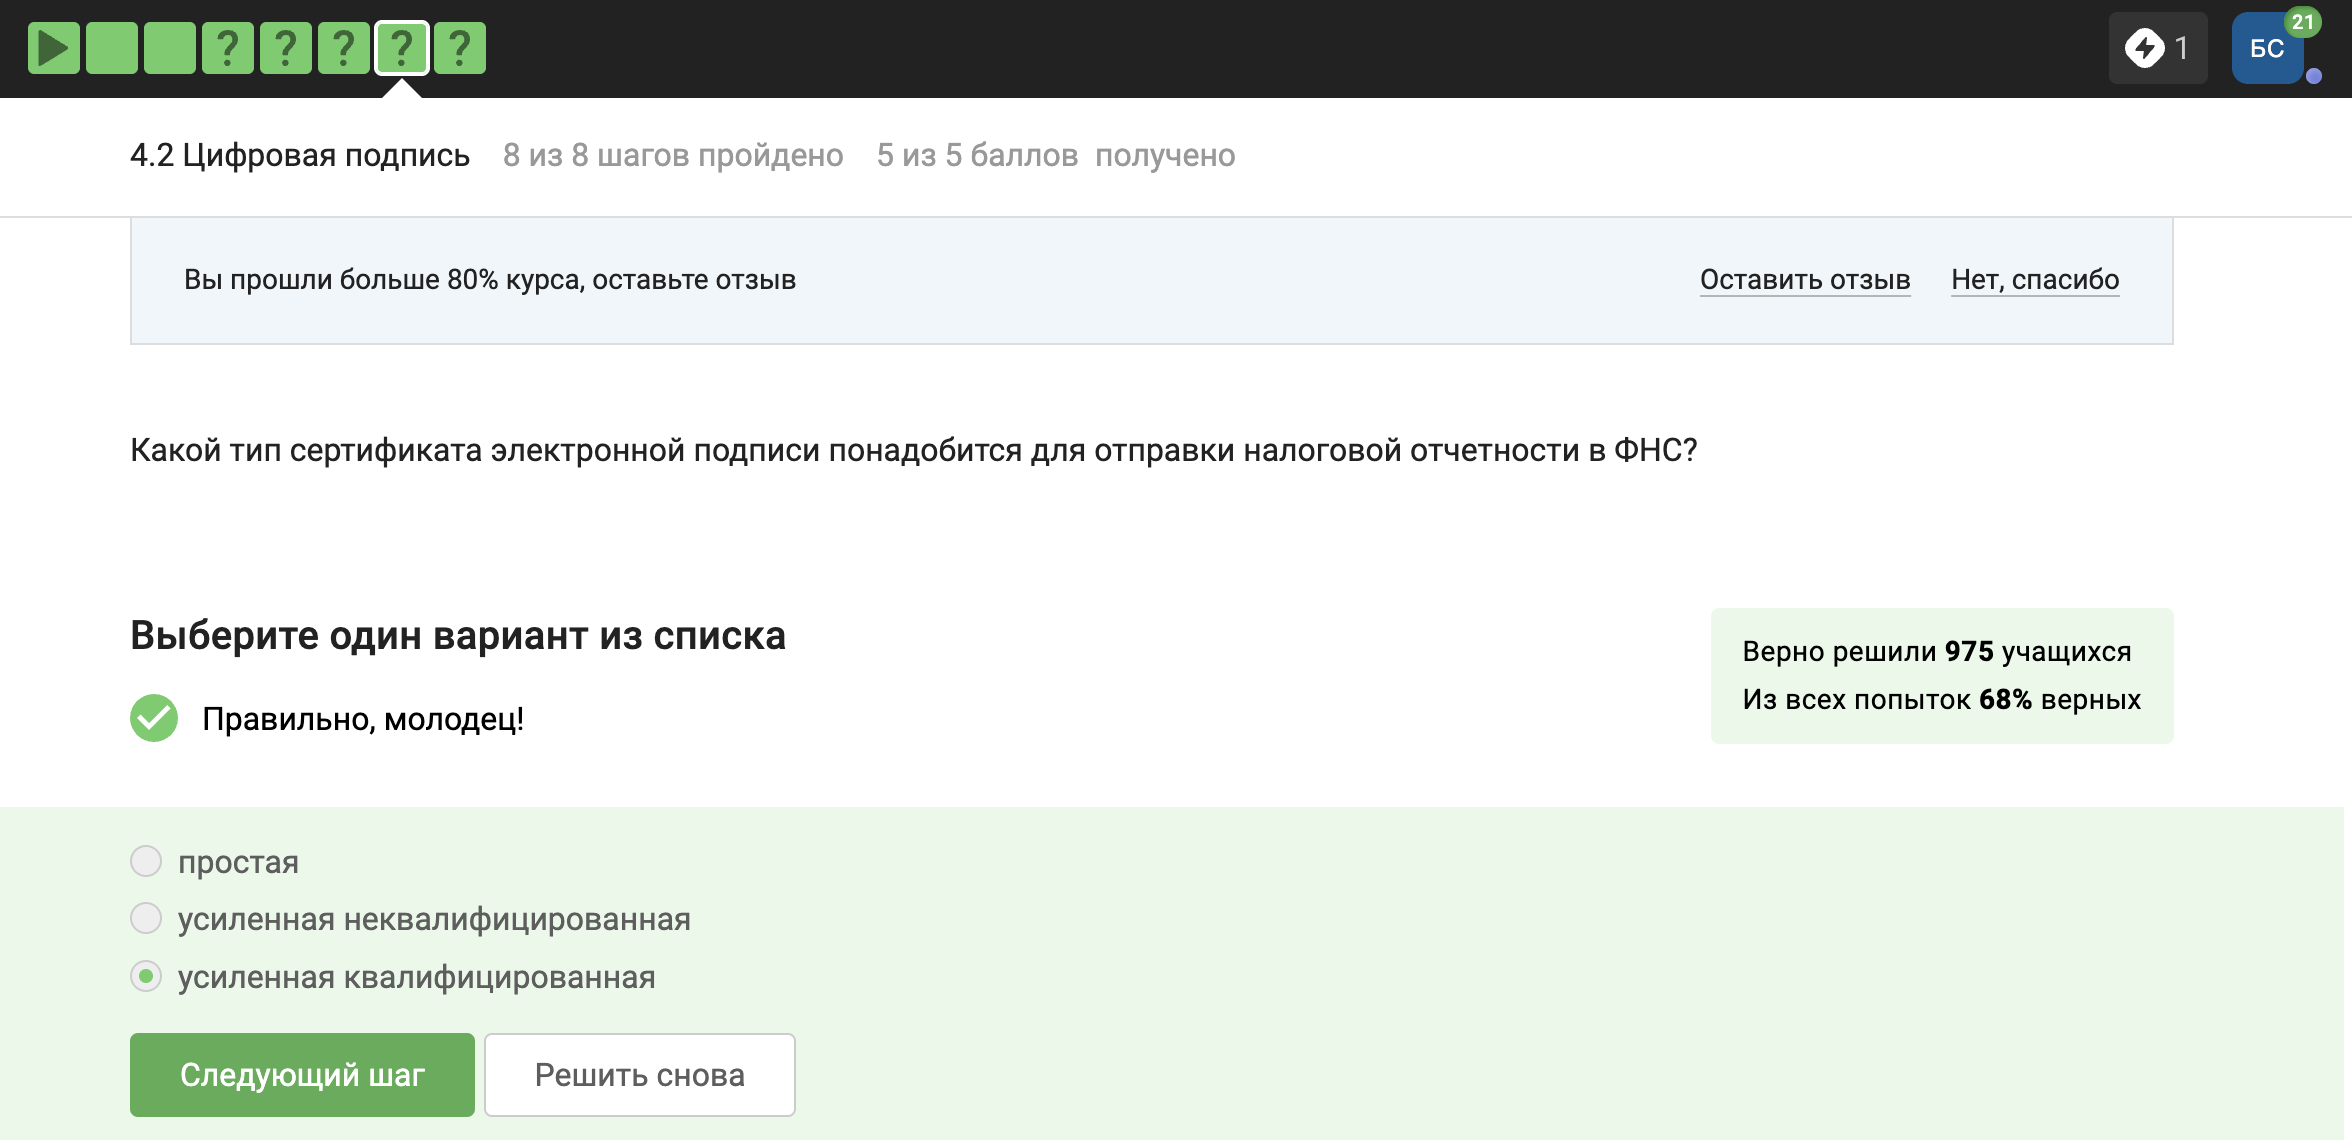 ? ? ? ? ?
1
БС
21
4.2 Цифровая подпись 8 из 8 шагов пройдено 5 из 5 баллов получено
Вы прошли больше 80% курса, оставьте отзыв Оставить отзыв Нет, спасибо
Какой тип сертификата электронной подписи понадобится для отправки налоговой отчетности в ФНС?
Выберите один вариант из списка
Верно решили 975 учащихся
Из всех попыток 68% верных
Правильно, молодец!
простая
усиленная неквалифицированная
усиленная квалифицированная
Следующий шаг Решить снова